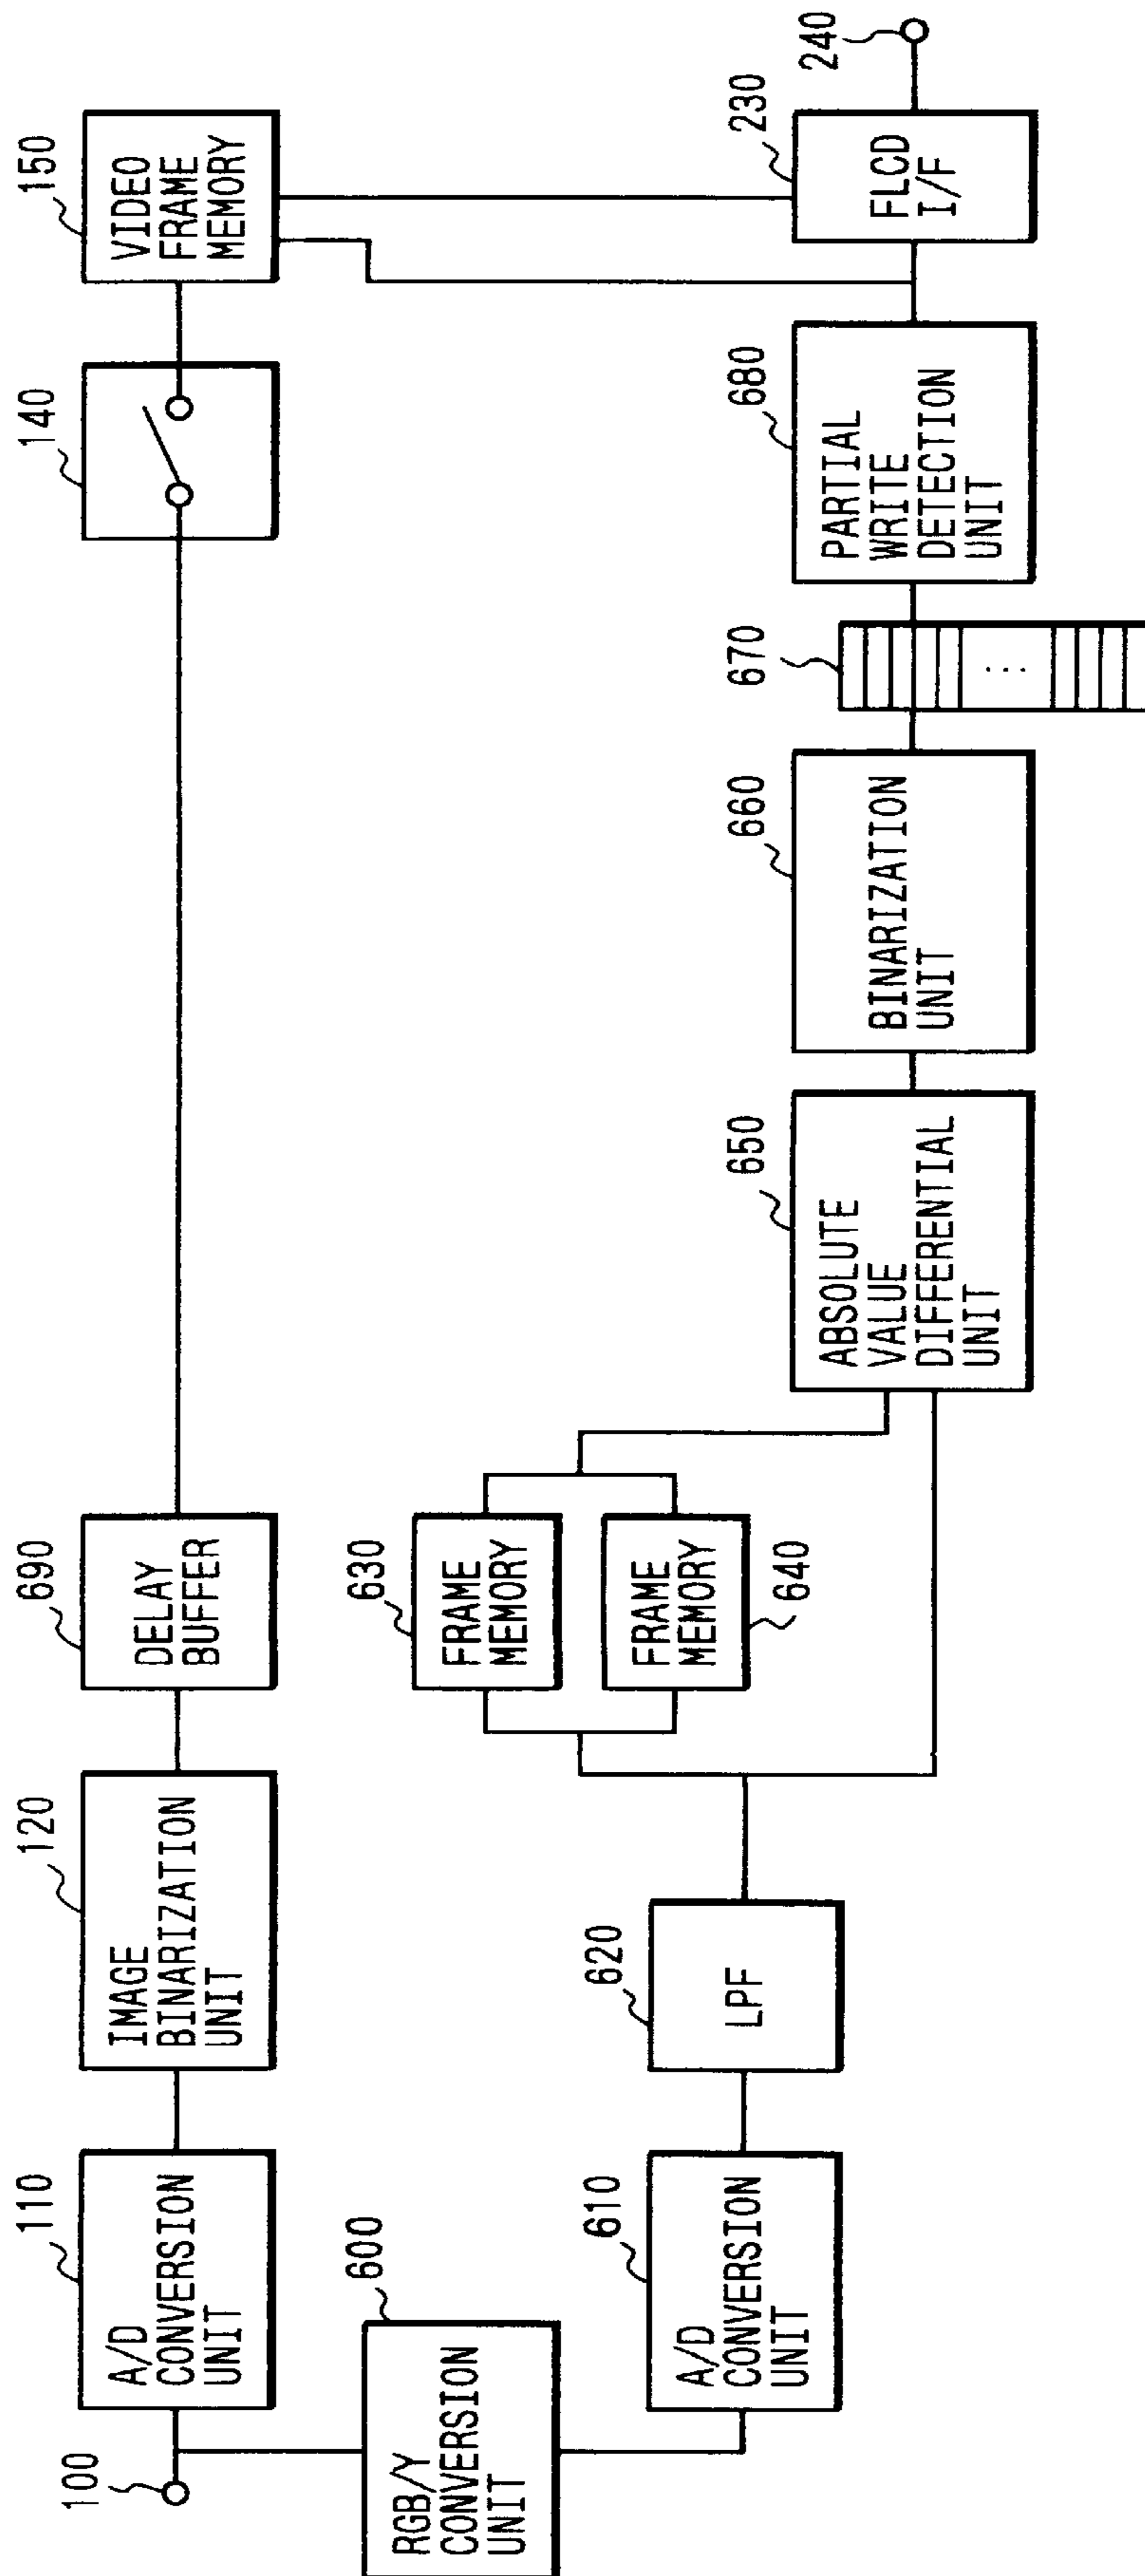 100
110
A/D
CONVERSION
UNIT
120
IMAGE
BINARIZATION
UNIT
690
DELAY
BUFFER
140
150
VIDEO
FRAME
MEMORY
600
RGB/Y
CONVERSION
UNIT
610
A/D
CONVERSION
UNIT
620
LPF
630
FRAME
MEMORY
FRAME
MEMORY
640
650
ABSOLUTE
VALUE
DIFFERENTIAL
UNIT
660
BINARIZATION
UNIT
670
...
680
PARTIAL
WRITE
DETECTION
UNIT
230
FLCD
I/F
240